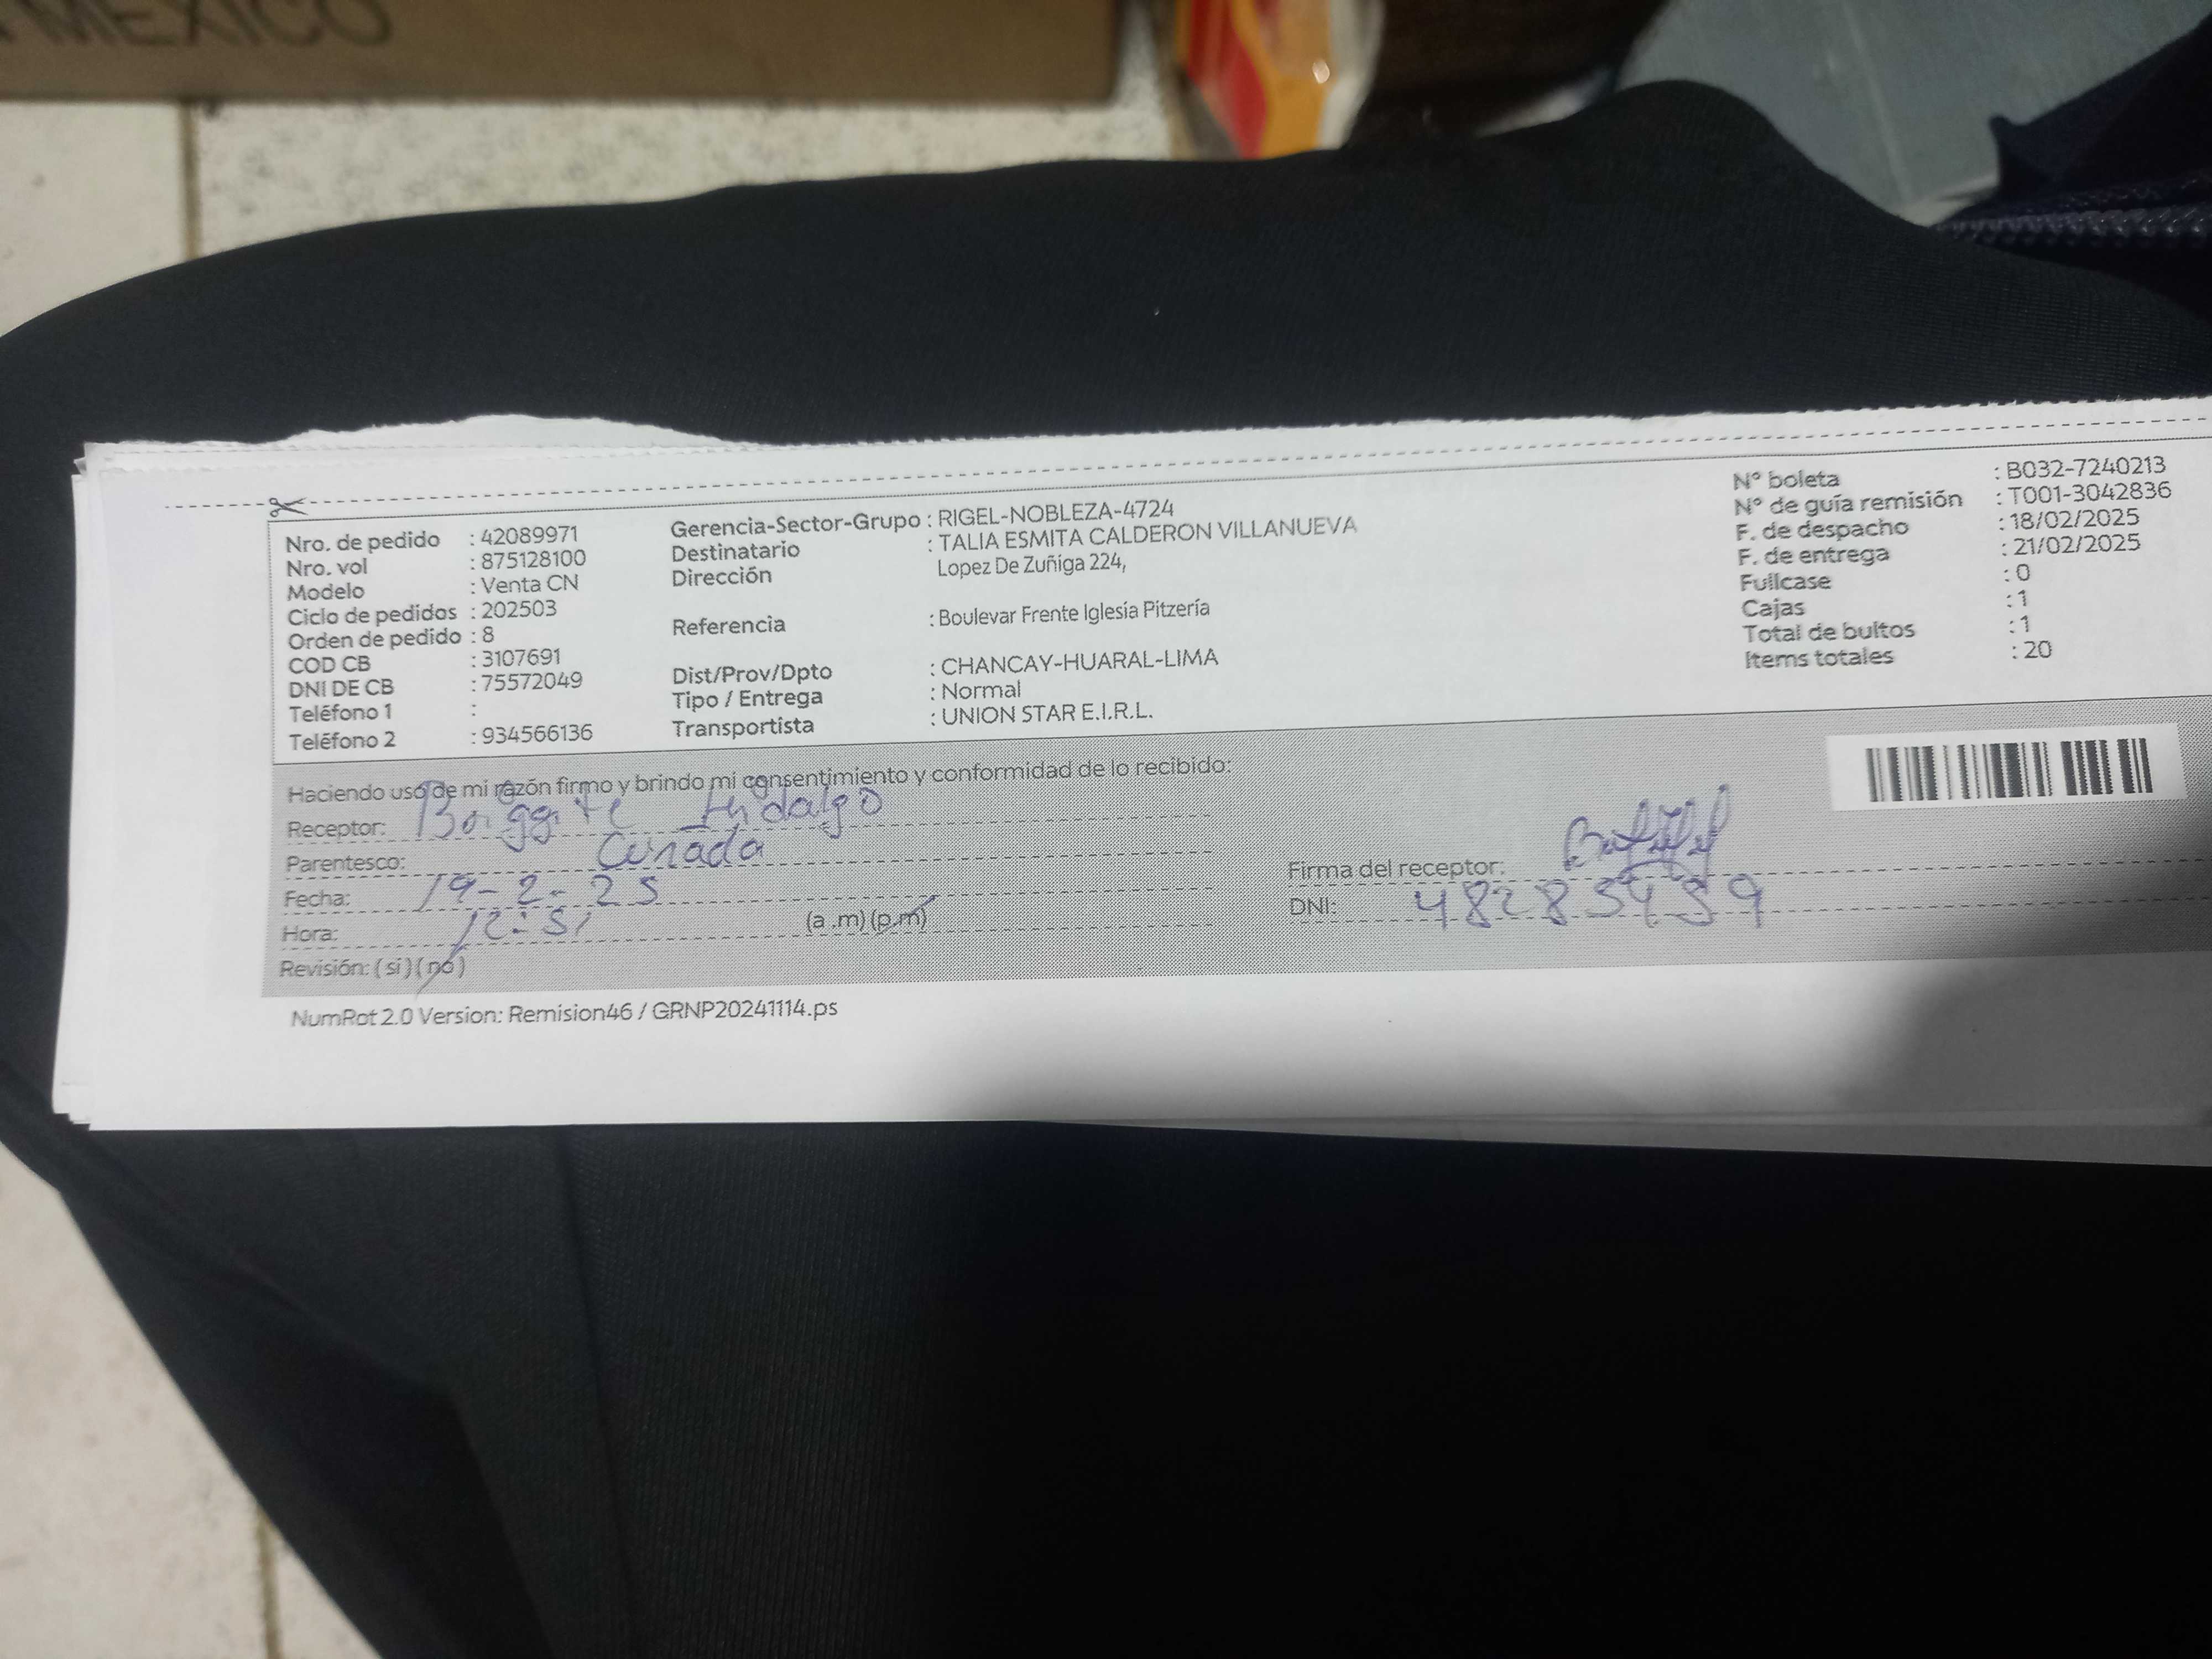 MEXICO
Nro. de pedido : 42089971
Nro. vol : 875128100
Modelo : Venta CN
Ciclo de pedidos : 202503
Orden de pedido : 8
COD CB : 3107691
DNI DE CB : 75572049
Teléfono 1 :
Teléfono 2 : 934566136
Gerencia-Sector-Grupo : RIGEL-NOBLEZA-4724
Destinatario : TALIA ESMITA CALDERON VILLANUEVA
Dirección Lopez De Zuñiga 224,
Referencia : Boulevar Frente Iglesia Pitzería
Dist/Prov/Dpto : CHANCAY-HUARAL-LIMA
Tipo / Entrega : Normal
Transportista : UNION STAR E.I.R.L.
N° boleta : B032-7240213
N° de guía remisión : T001-3042836
F. de despacho : 18/02/2025
F. de entrega : 21/02/2025
Fullcase : 0
Cajas : 1
Total de bultos : 1
Items totales : 20
Haciendo uso de mi razón firmo y brindo mi consentimiento y conformidad de lo recibido:
Receptor: Briggite Hidalgo
Parentesco: Cuñada
Fecha: 19-2-25
Hora: 12:51 (a .m) (p.m)
Revisión: ( si ) ( no )
Firma del receptor:
DNI:
NumRot 2.0 Version: Remision46 / GRNP20241114.ps